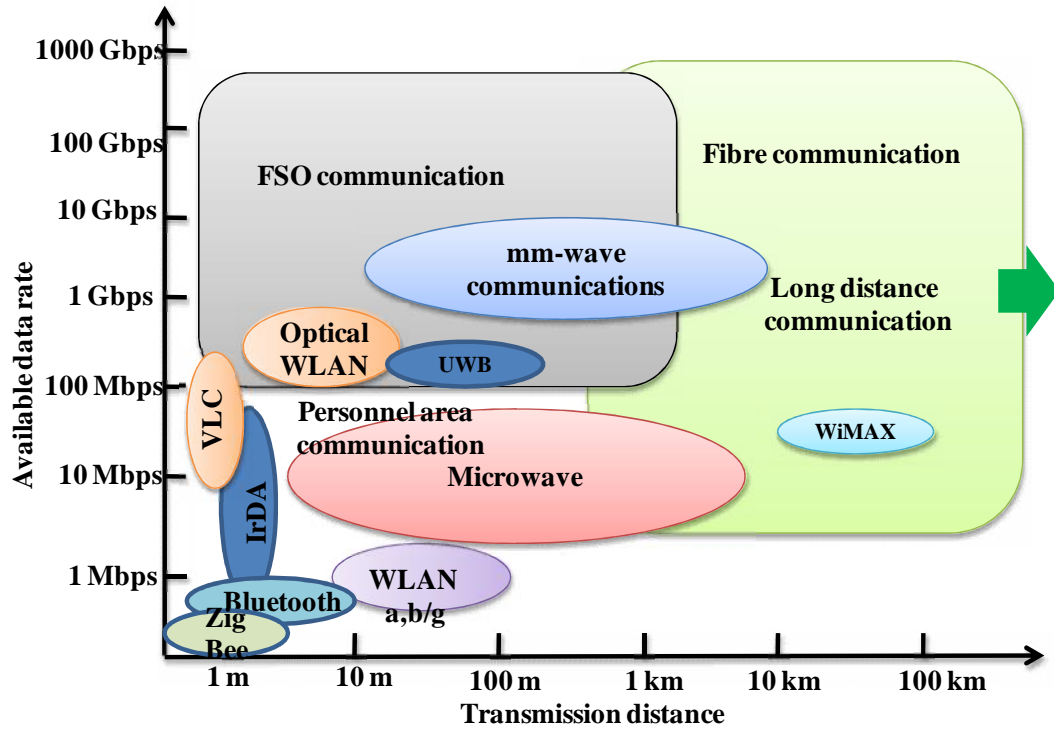 1000 Gbps
100 Gbps
10 Gbps
1 Gbps
100 Mbps
10 Mbps
1 Mbps
Available data rate
FSO communication
Fibre communication
mm-wave
communications
Long distance
communication
Optical
WLAN
UWB
VLC
Personnel area
communication
WiMAX
Microwave
IrDA
WLAN
a,b/g
Bluetooth
Zig
Bee
1 m
10 m
100 m
1 km
10 km
100 km
Transmission distance